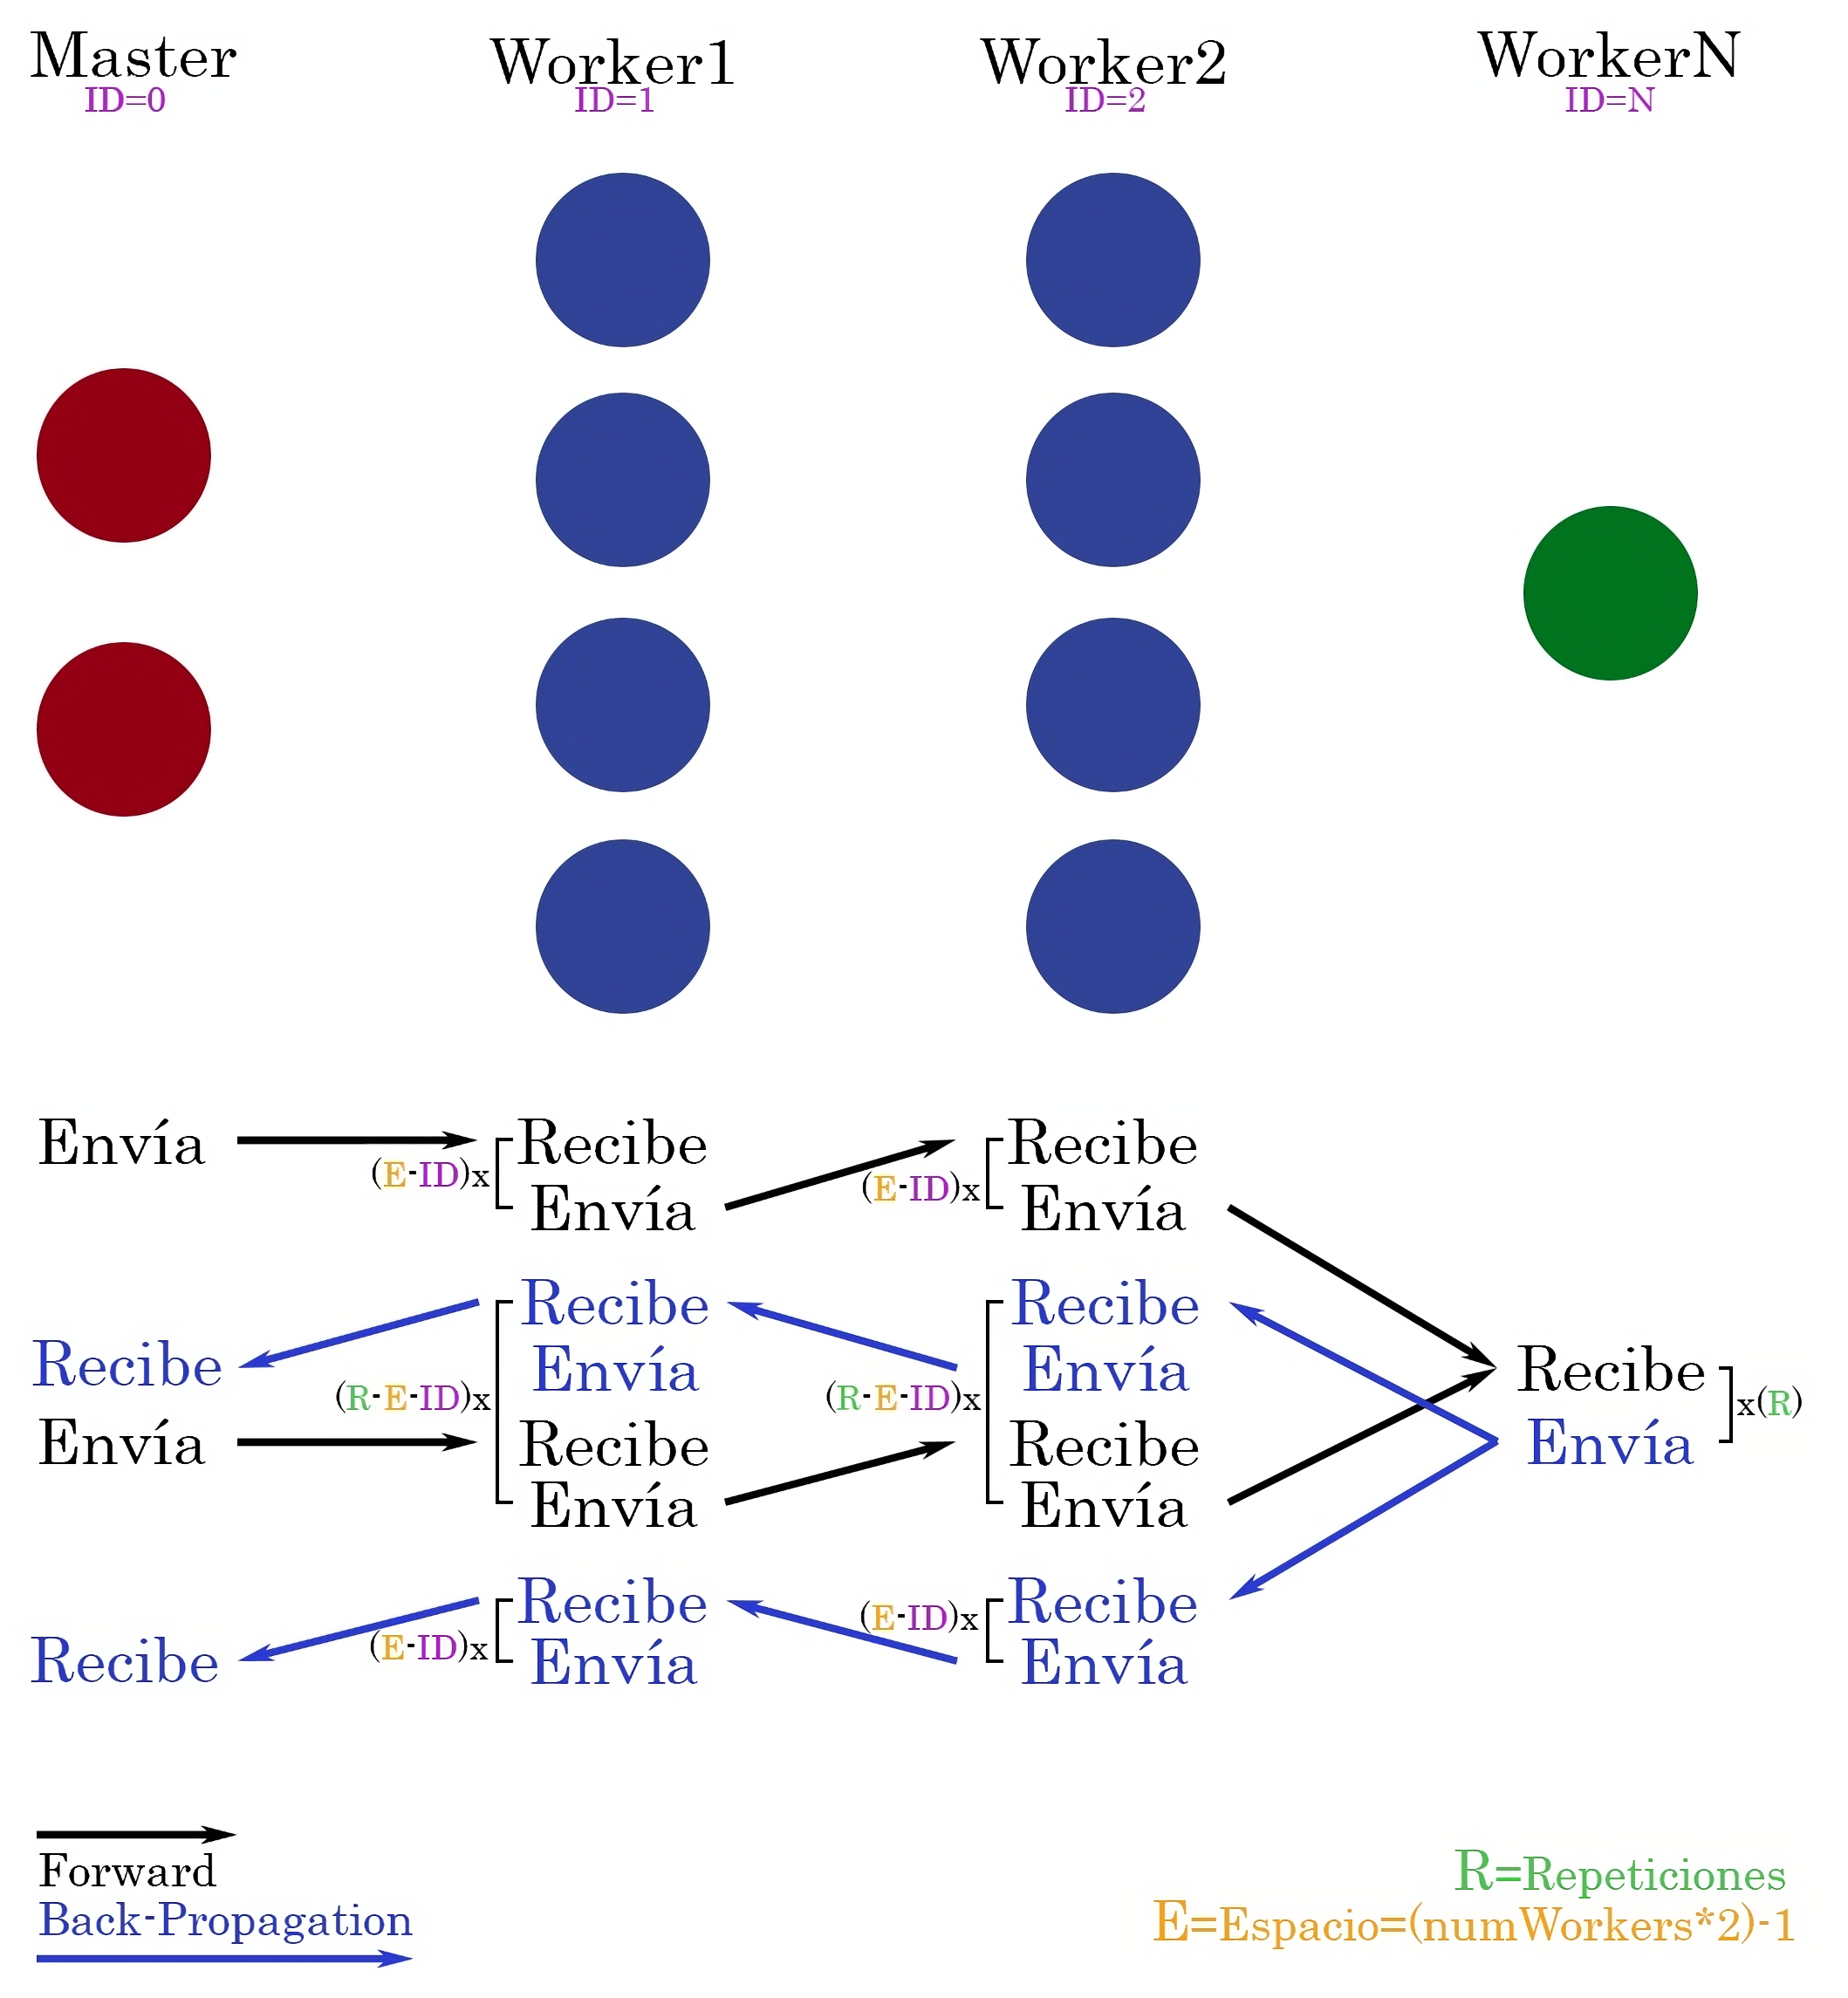 Master
ID=0
Worker1
ID=1
Worker2
ID=2
WorkerN
ID=N
Envía
(E-ID)x
Recibe
Envía
(E-ID)x
Recibe
Envía
Recibe
Envía
(R-E-ID)x
Recibe
Envía
Recibe
Envía
(R-E-ID)x
Recibe
Envía
Recibe
Envía
Recibe
Envía
x(R)
Recibe
(E-ID)x
Recibe
Envía
(E-ID)x
Recibe
Envía
Forward
Back-Propagation
R=Repeticiones
E=Espacio=(numWorkers*2)-1